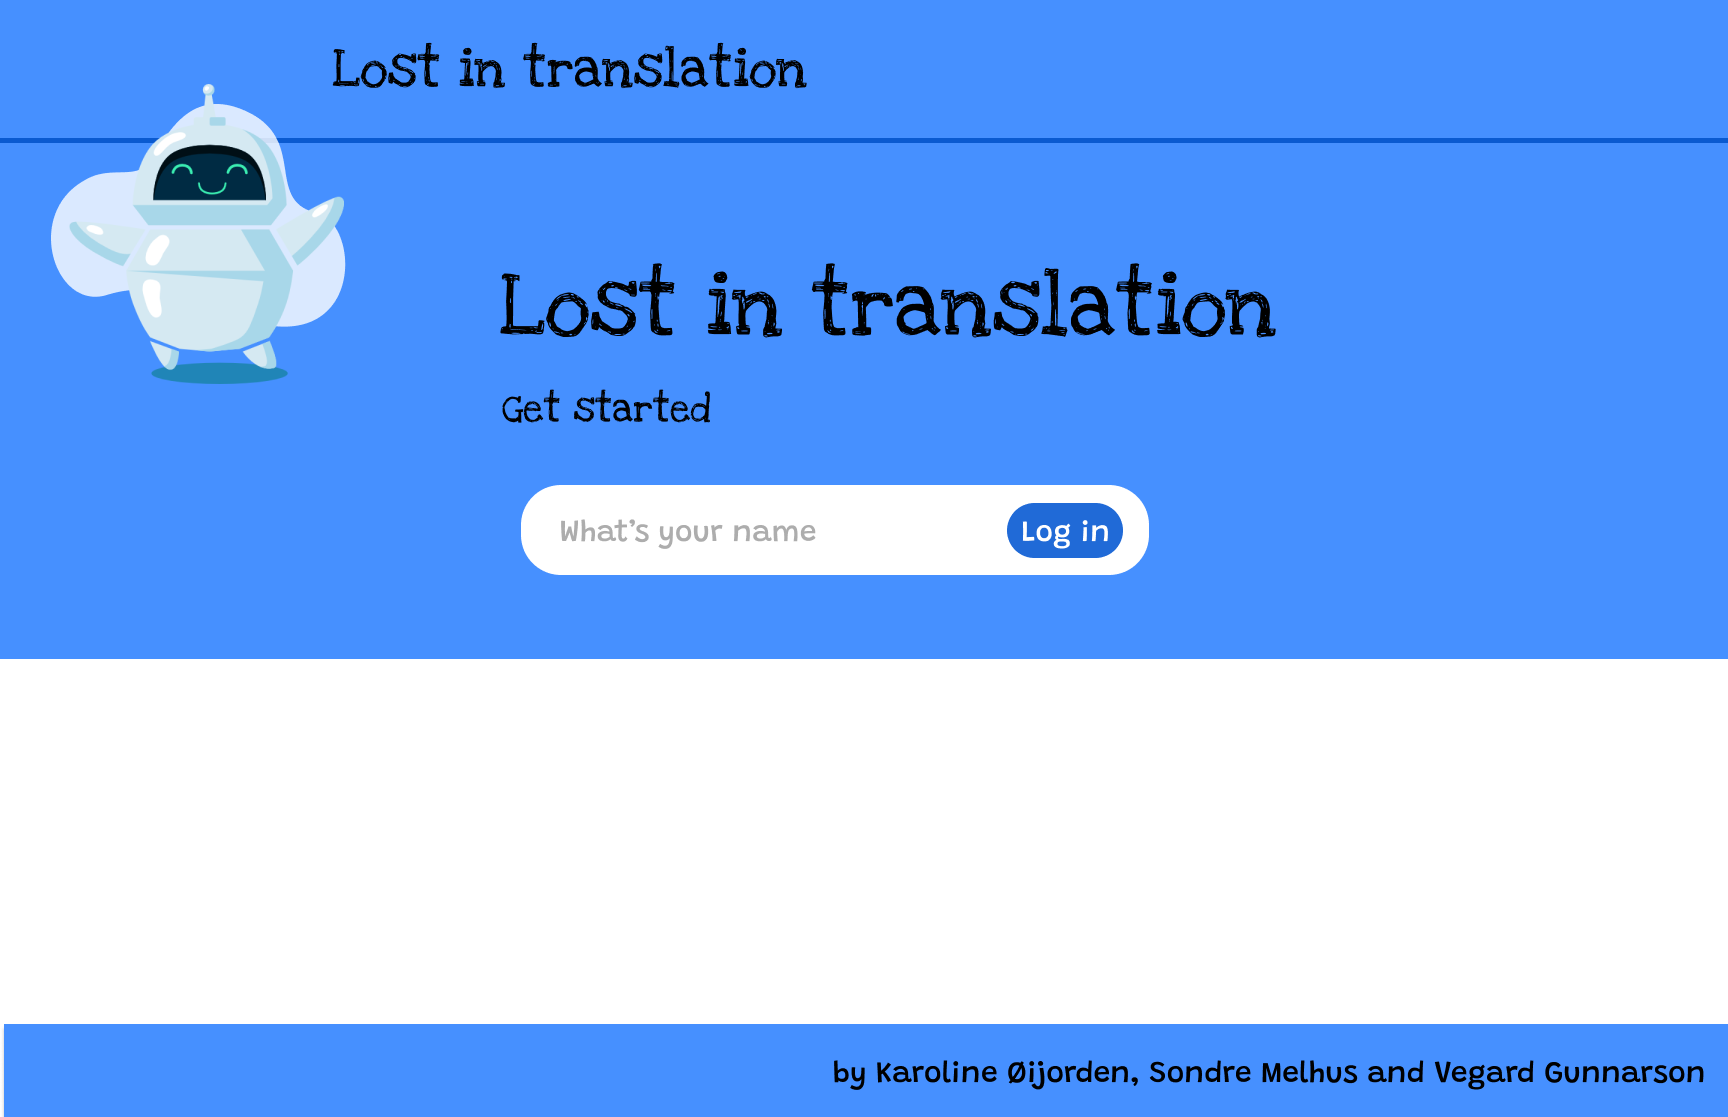 Lost in translation
Lost in translation
Get started
What’s your name
Log in
by Karoline Øijorden, Sondre Melhus and Vegard Gunnarson